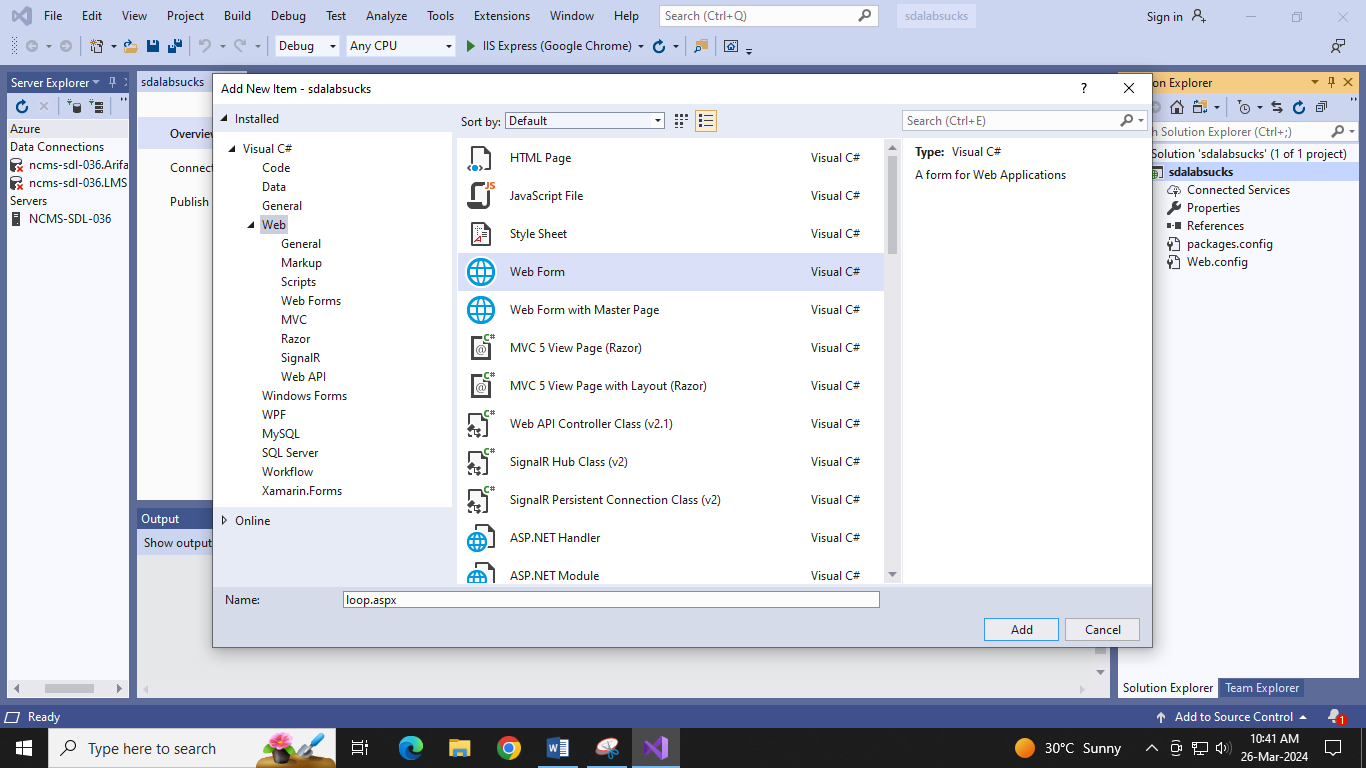 File Edit View Project Build Debug Test Analyze Tools Extensions Window Help Search (Ctrl+Q) sdalabsucks Sign in
Debug Any CPU IIS Express (Google Chrome)
Server Explorer
Azure
Data Connections
ncms-sdl-036.Arifa
ncms-sdl-036.LMS
Servers
NCMS-SDL-036
sdalabsucks
Overview
Connect
Publish
Output
Show output
Add New Item - sdalabsucks ?
Installed
Visual C#
Code
Data
General
Web
General
Markup
Scripts
Web Forms
MVC
Razor
SignalR
Web API
Windows Forms
WPF
MySQL
SQL Server
Workflow
Xamarin.Forms
Online
Sort by: Default
HTML Page Visual C#
JavaScript File Visual C#
Style Sheet Visual C#
Web Form Visual C#
Web Form with Master Page Visual C#
MVC 5 View Page (Razor) Visual C#
MVC 5 View Page with Layout (Razor) Visual C#
Web API Controller Class (v2.1) Visual C#
SignalR Hub Class (v2) Visual C#
SignalR Persistent Connection Class (v2) Visual C#
ASP.NET Handler Visual C#
ASP.NET Module Visual C#
Search (Ctrl+E)
Type: Visual C#
A form for Web Applications
Name: loop.aspx
Add Cancel
on Explorer
h Solution Explorer (Ctrl+;)
Solution 'sdalabsucks' (1 of 1 project)
sdalabsucks
Connected Services
Properties
References
packages.config
Web.config
Solution Explorer Team Explorer
Ready Add to Source Control 1
Type here to search 30°C Sunny 10:41 AM
26-Mar-2024